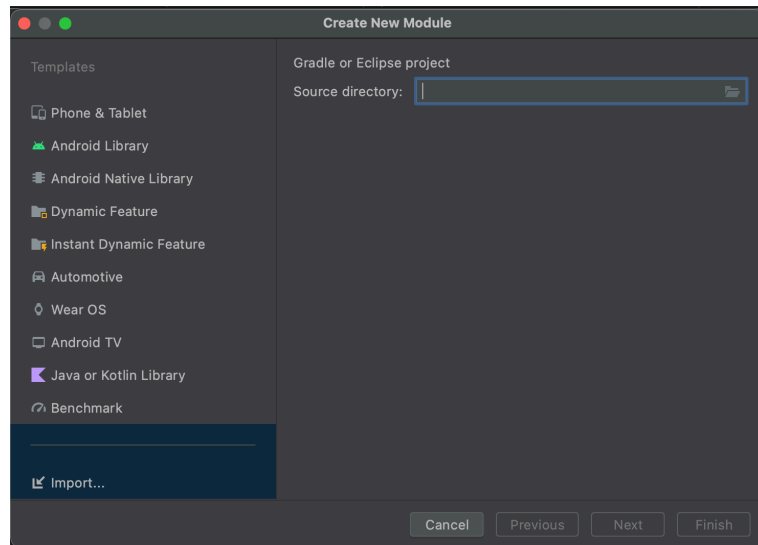 Create New Module
Templates
Phone & Tablet
Android Library
Android Native Library
Dynamic Feature
Instant Dynamic Feature
Automotive
Wear OS
Android TV
Java or Kotlin Library
Benchmark
Import...
Gradle or Eclipse project
Source directory:
Cancel Previous Next Finish